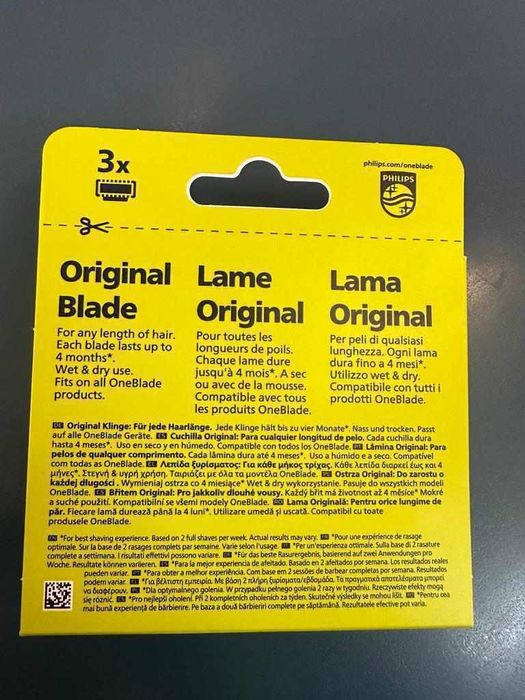 3x
philips.com/oneblade
PHILIPS
Original
Blade
For any length of hair.
Each blade lasts up to
4 months*.
Wet & dry use.
Fits on all OneBlade
products.
Lame
Original
Pour toutes les
longueurs de poils.
Chaque lame dure
jusqu'à 4 mois*. A sec
ou avec de la mousse.
Compatible avec tous
les produits OneBlade.
Lama
Original
Per peli di qualsiasi
lunghezza. Ogni lama
dura fino a 4 mesi*.
Utilizzo wet & dry.
Compatibile con tutti i
prodotti OneBlade.
DE Original Klinge: Für jede Haarlänge. Jede Klinge hält bis zu vier Monate*. Nass und trocken. Passt
auf alle OneBlade Geräte. ES Cuchilla Original: Para cualquier longitud de pelo. Cada cuchilla dura
hasta 4 meses*. Uso en seco y en húmedo. Compatible con todos los OneBlade. Lâmina Original: Para
pelos de qualquer comprimento. Cada lâmina dura até 4 meses*. Uso a húmido e a seco. Compatível
com todas as OneBlade. Λεπίδα ξυρίσματος: Για κάθε μήκος τρίχας. Κάθε λεπίδα διαρκεί έως και 4
μήνες*. Στεγνή & υγρή χρήση. Ταιριάζει με όλα τα μοντέλα OneBlade. Ostrza Original: Do zarostu o
każdej długości. Wymieniaj ostrza co 4 miesiące* Wet & dry. Pasuje do wszystkich modeli
OneBlade. Břitem Original: Pro jakkoliv dlouhé vousy. Každý břit má životnost až 4 měsíce* Mokré
a suché použití. Kompatibilní se všemi modely OneBlade. Lama Originală: Pentru orice lungime de
păr. Fiecare lamă durează până la 4 luni*. Utilizare umedă și uscată. Compatibil cu toate
produsele OneBlade.
EN *For best shaving experience. Based on 2 full shaves per week. Actual results may vary. FR *Pour une expérience de rasage
optimale. Sur la base de 2 rasages complets par semaine. Varie selon l'usage. IT *Per un'esperienza ottimale. Sulla base di 2 rasature
complete a settimana. I risultati effettivi possono variare. *Für das beste Rasurergebnis, basierend auf zwei Anwendungen pro
Woche. Resultate können variieren. ES *Para los mejores resultados de afeitado. Basado en 2 afeitados por semana. Los resultados reales
pueden variar. *Para obter a melhor experiência. Com base em 2 sessões de barbear completas por semana. Os resultados
podem variar. *Για βέλτιστη εμπειρία. Με βάση 2 πλήρη ξυρίσματα/εβδομάδα. Τα πραγματικά αποτελέσματα μπορεί
να διαφέρουν. *Dla optymalnego golenia. W przypadku pełnego golenia 2 razy w tygodniu. Rzeczywiste efekty mogą
się różnić. *Pro nejlepší oholení. Při 2 kompletních oholeních za týden. Skutečné výsledky se mohou lišit. *Pentru cea
mai bună experiență de bărbierire. Pe baza a două bărbieriri complete pe săptămână. Rezultatele efective pot varia.